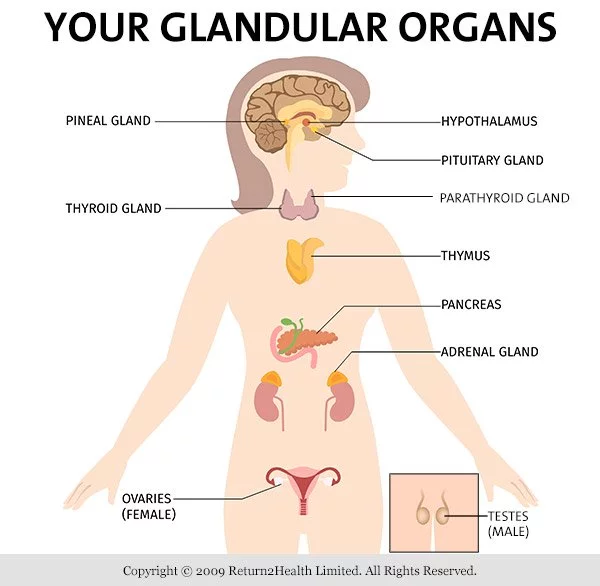 YOUR GLANDULAR ORGANS
PINEAL GLAND
HYPOTHALAMUS
PITUITARY GLAND
PARATHYROID GLAND
THYROID GLAND
THYMUS
PANCREAS
ADRENAL GLAND
OVARIES
(FEMALE)
TESTES
(MALE)
Copyright © 2009 Return2Health Limited. All Rights Reserved.